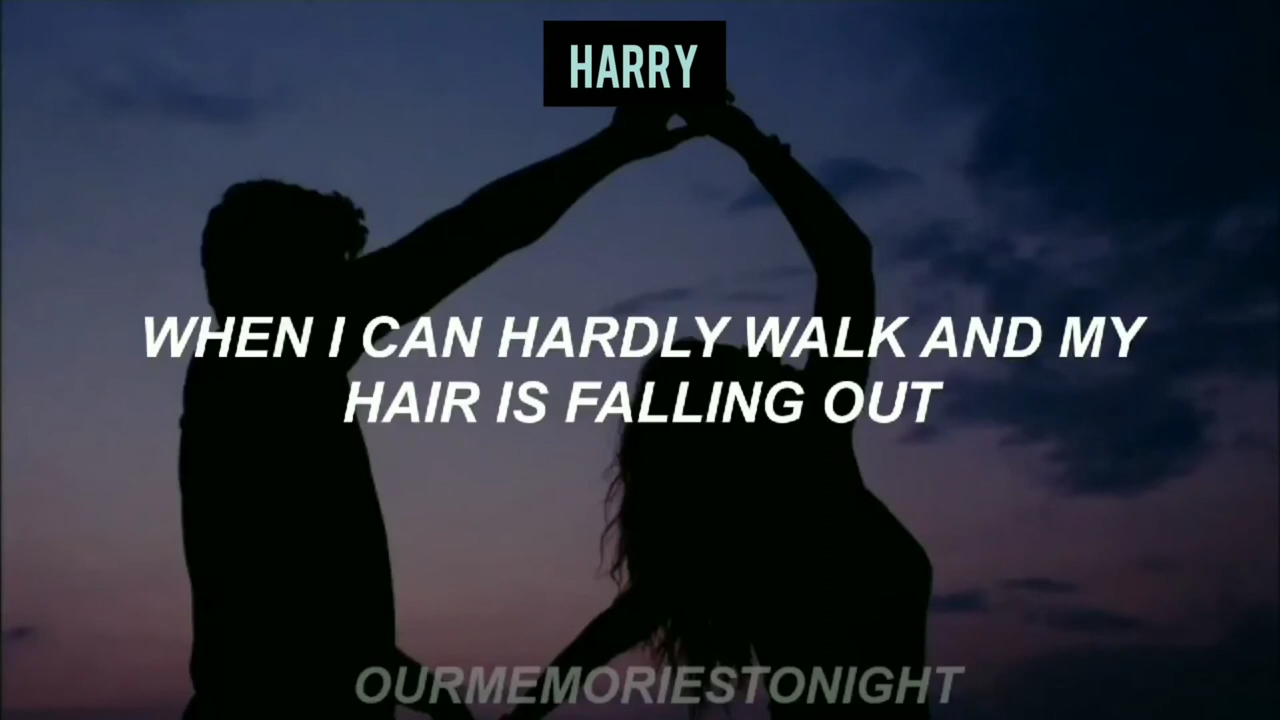 HARRY
WHEN I CAN HARDLY WALK AND MY
HAIR IS FALLING OUT
OURMEMORIESTONIGHT